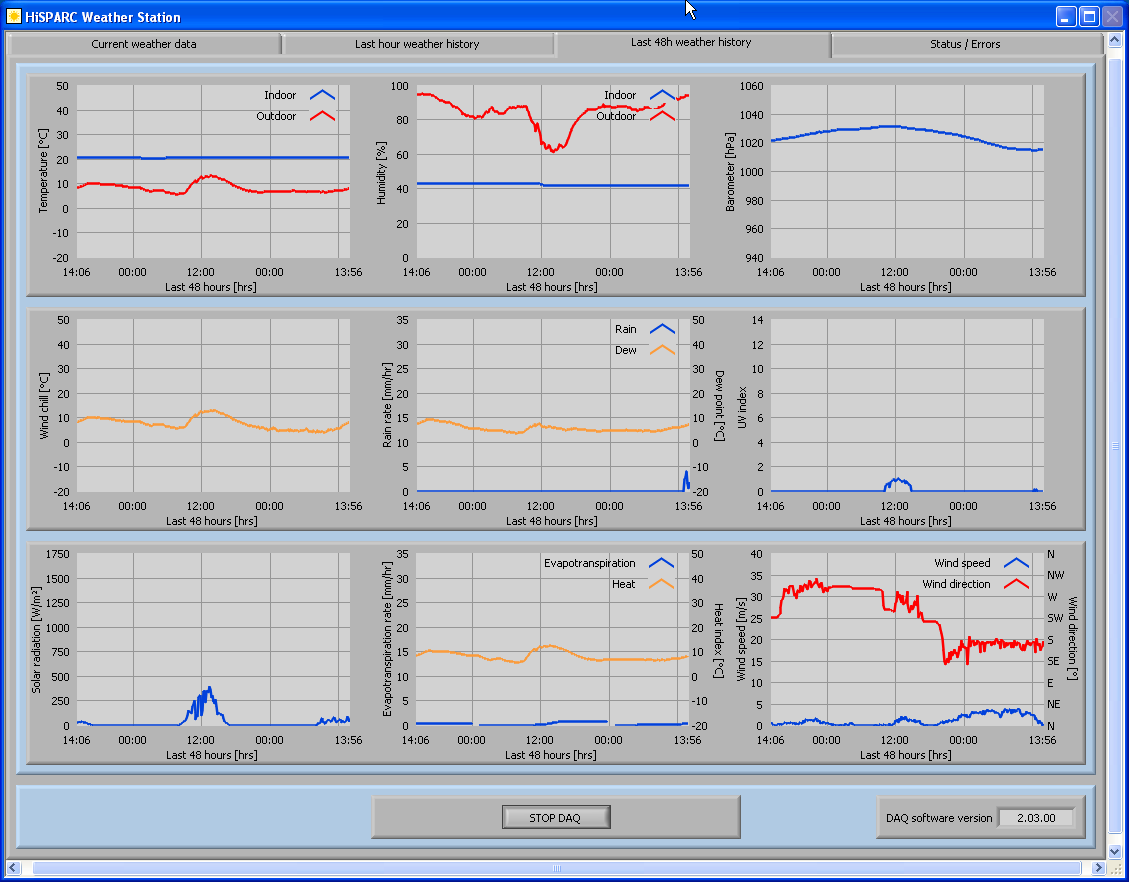 HiSPARC Weather Station
Current weather data Last hour weather history Last 48h weather history Status / Errors
Temperature [°C]
50
40
30
20
10
0
-10
-20
Indoor
Outdoor
14:06 00:00 12:00 00:00 13:56
Last 48 hours [hrs]
Humidity [%]
100
80
60
40
20
0
Indoor
Outdoor
14:06 00:00 12:00 00:00 13:56
Last 48 hours [hrs]
Barometer [hPa]
1060
1040
1020
1000
980
960
940
14:06 00:00 12:00 00:00 13:56
Last 48 hours [hrs]
Wind chill [°C]
50
40
30
20
10
0
-10
-20
14:06 00:00 12:00 00:00 13:56
Last 48 hours [hrs]
Rain rate [mm/hr]
35
30
25
20
15
10
5
0
Rain
Dew
50
40
30
20
10
0
-10
-20
Dew point [°C]
14:06 00:00 12:00 00:00 13:56
Last 48 hours [hrs]
UV index
14
12
10
8
6
4
2
0
14:06 00:00 12:00 00:00 13:56
Last 48 hours [hrs]
Solar radiation [W/m²]
1750
1500
1250
1000
750
500
250
0
14:06 00:00 12:00 00:00 13:56
Last 48 hours [hrs]
Evapotranspiration rate [mm/hr]
35
30
25
20
15
10
5
0
Evapotranspiration
Heat
50
40
30
20
10
0
-10
-20
Heat index [°C]
14:06 00:00 12:00 00:00 13:56
Last 48 hours [hrs]
Wind speed [m/s]
40
35
30
25
20
15
10
5
0
Wind speed
Wind direction
N
NW
W
SW
S
SE
E
NE
N
Wind direction [°]
14:06 00:00 12:00 00:00 13:56
Last 48 hours [hrs]
STOP DAQ
DAQ software version 2.03.00